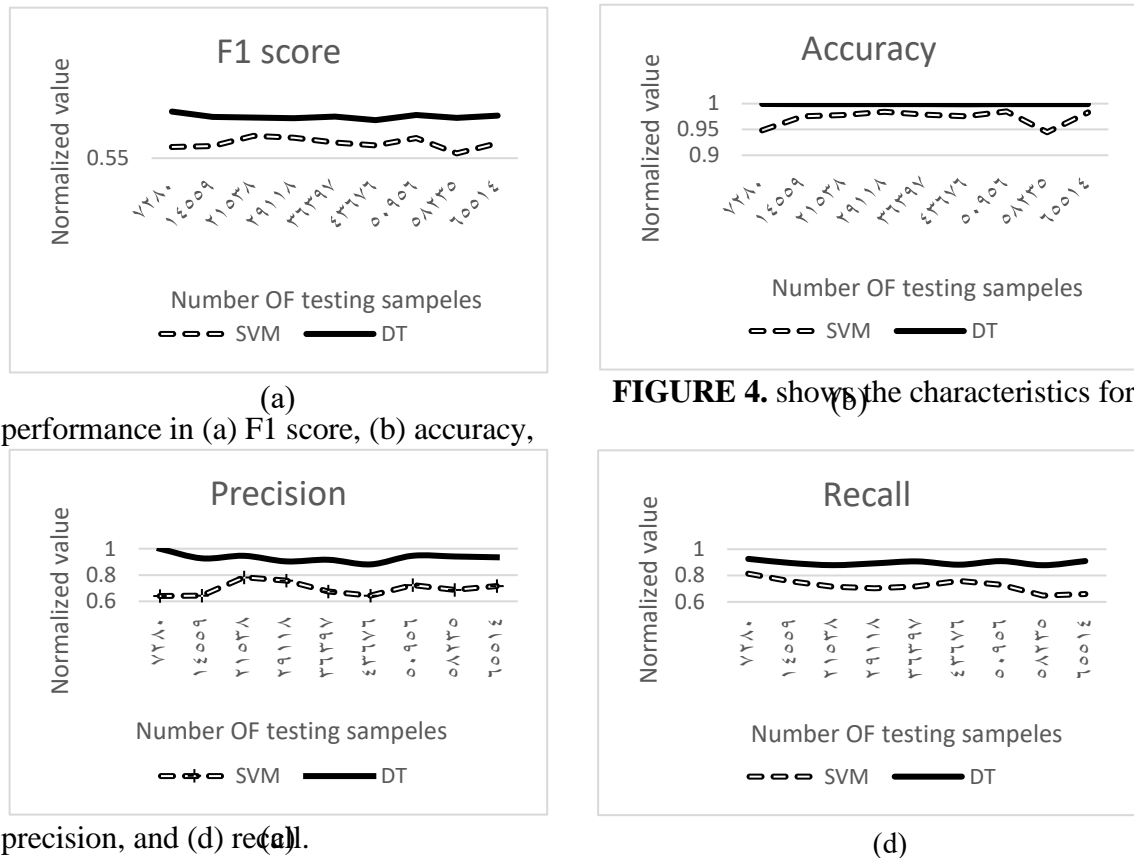 F1 score
Normalized value
0.55
٧٢٨٠
١٤٥٥٩
٢١٥٣٨
٢٩١١٨
٣٦٣٩٧
٤٣٦٧٦
٥٠٩٥٦
٥٨٢٣٥
٦٥٥١٤
Number OF testing sampeles
SVM DT
(a)
Accuracy
Normalized value
1
0.95
0.9
٧٢٨٠
١٤٥٥٩
٢١٥٣٨
٢٩١١٨
٣٦٣٩٧
٤٣٦٧٦
٥٠٩٥٦
٥٨٢٣٥
٦٥٥١٤
Number OF testing sampeles
SVM DT
(b)
FIGURE 4. shows the characteristics for
performance in (a) F1 score, (b) accuracy,
Precision
Normalized value
1
0.8
0.6
٧٢٨٠
١٤٥٥٩
٢١٥٣٨
٢٩١١٨
٣٦٣٩٧
٤٣٦٧٦
٥٠٩٥٦
٥٨٢٣٥
٦٥٥١٤
Number OF testing sampeles
SVM DT
(c)
precision, and (d) recall.
Recall
Normalized value
1
0.8
0.6
٧٢٨٠
١٤٥٥٩
٢١٥٣٨
٢٩١١٨
٣٦٣٩٧
٤٣٦٧٦
٥٠٩٥٦
٥٨٢٣٥
٦٥٥١٤
Number OF testing sampeles
SVM DT
(d)